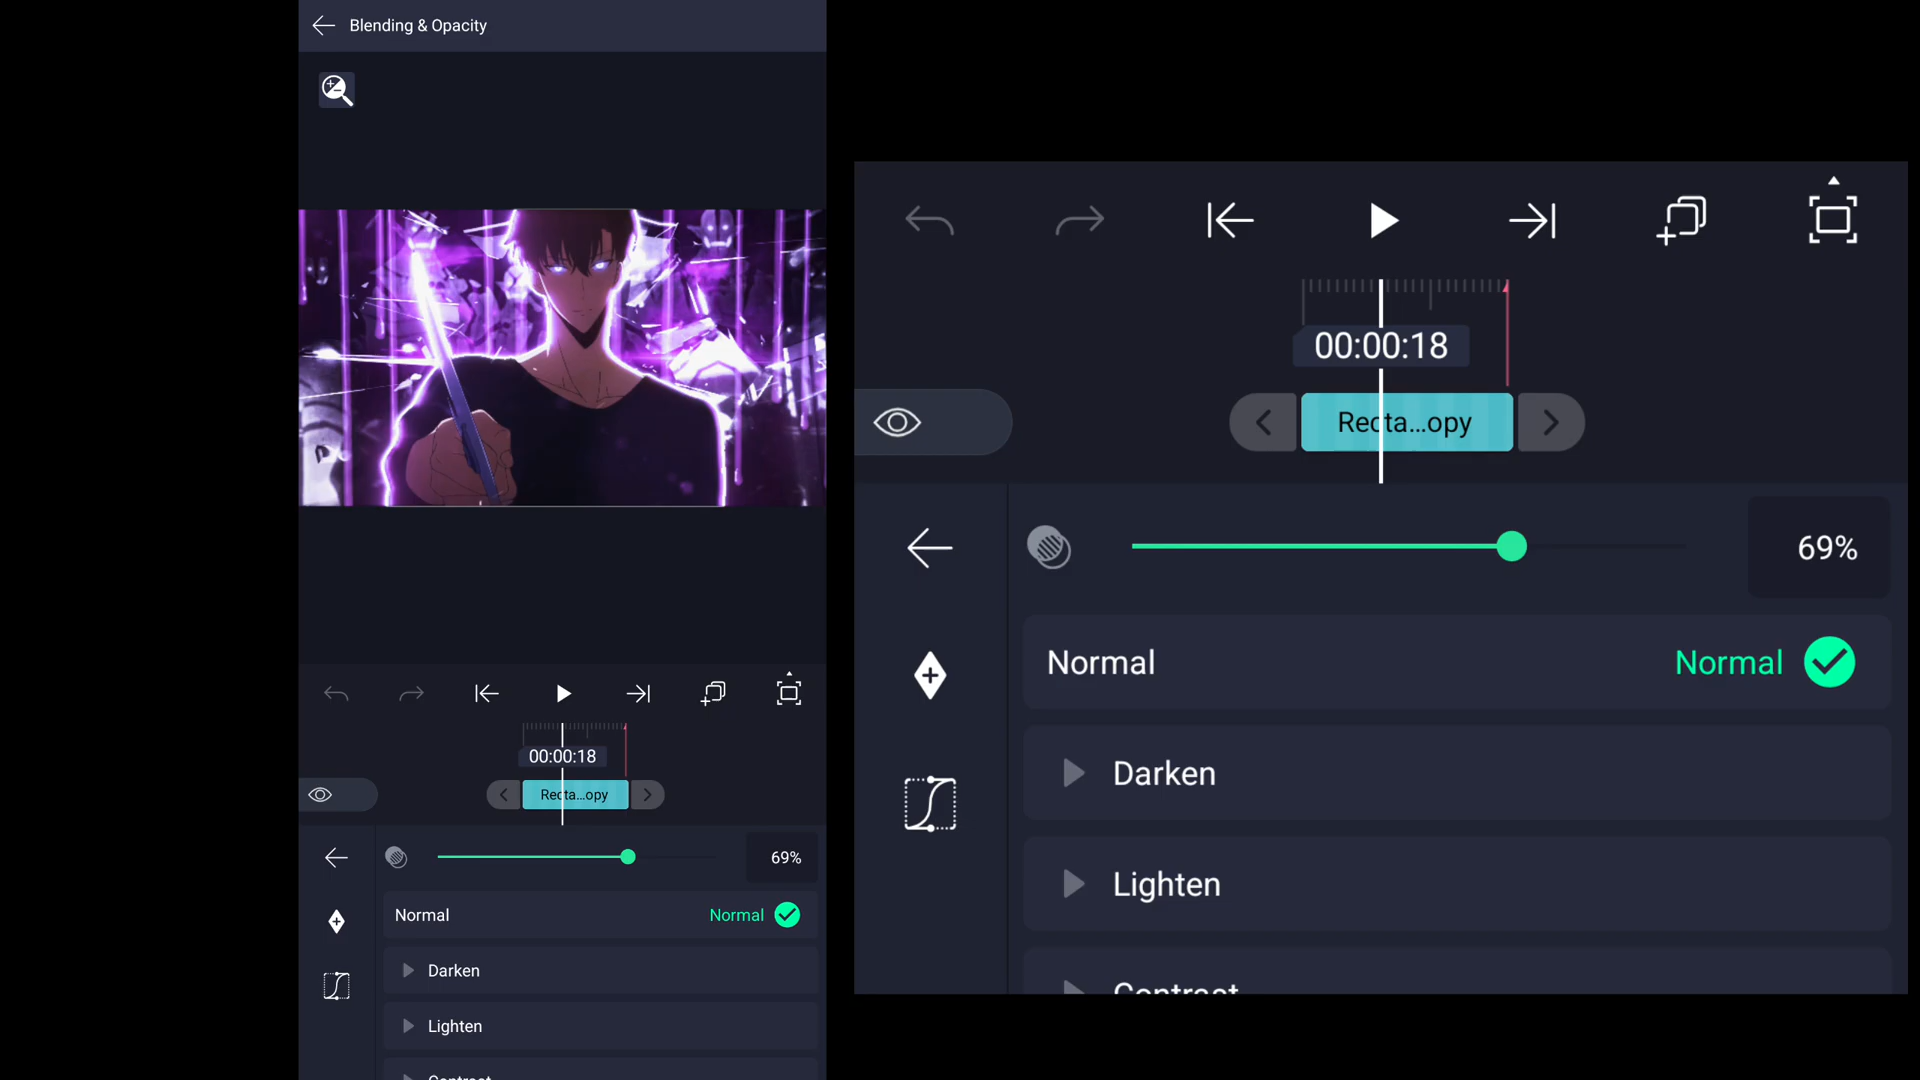 Blending & Opacity
00:00:18
Recta...opy
69%
Normal
Normal
Darken
Lighten
Contrast
00:00:18
Recta...opy
69%
Normal
Normal
Darken
Lighten
Contrast